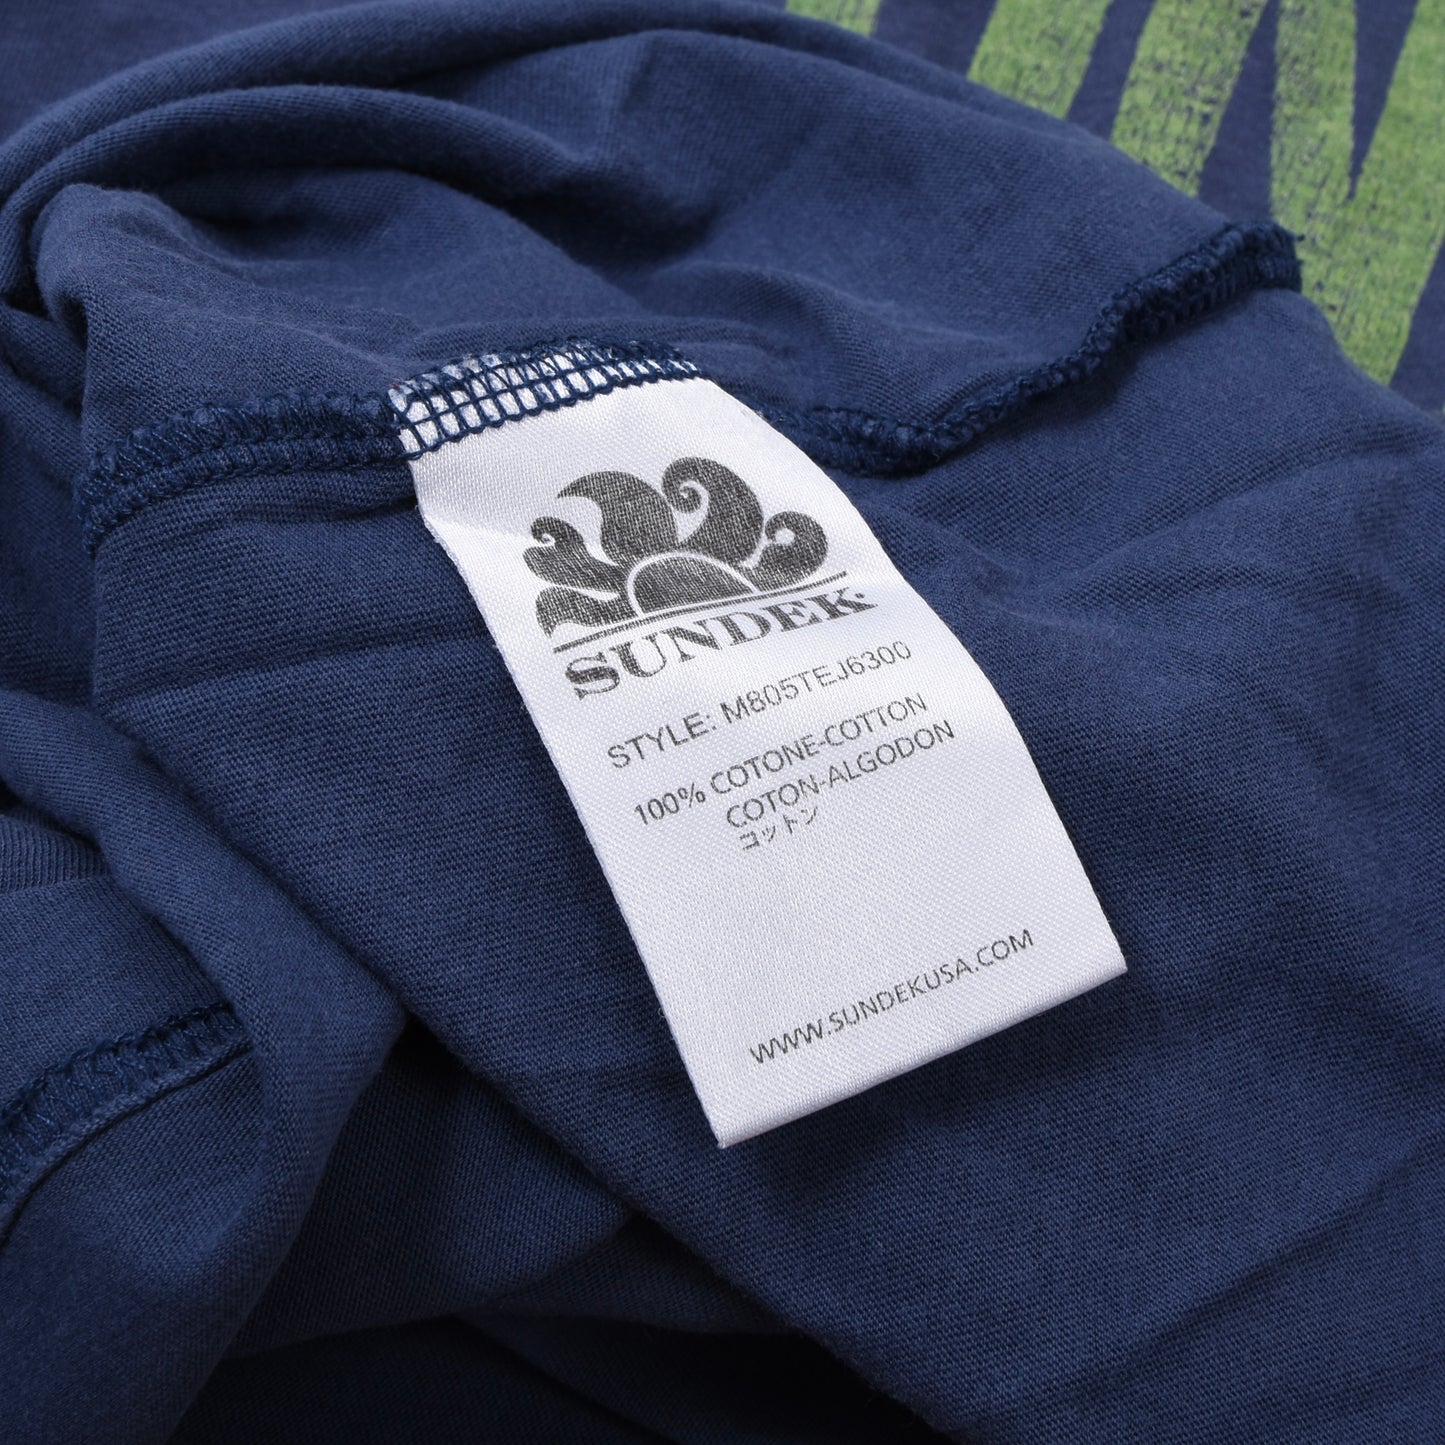 SUNDEK
STYLE: M805TEJ6300
100% COTONE-COTTON
COTON-ALGODON
コットン
WWW.SUNDEKUSA.COM